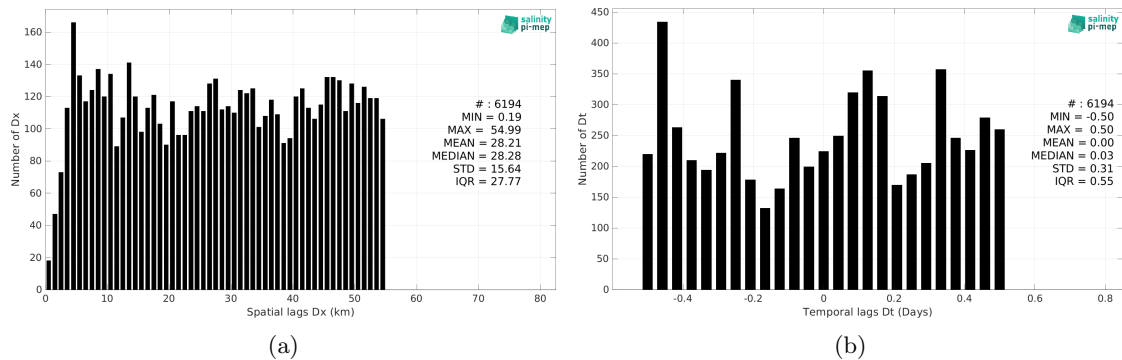 160
140
120
100
80
60
40
20
0
Number of Dx
0 10 20 30 40 50 60 70 80
Spatial lags Dx (km)
salinity
pi-mep
# : 6194
MIN = 0.19
MAX = 54.99
MEAN = 28.21
MEDIAN = 28.28
STD = 15.64
IQR = 27.77
(a)
450
400
350
300
250
200
150
100
50
0
Number of Dt
-0.4 -0.2 0 0.2 0.4 0.6 0.8
Temporal lags Dt (Days)
salinity
pi-mep
# : 6194
MIN = -0.50
MAX = 0.50
MEAN = 0.00
MEDIAN = 0.03
STD = 0.31
IQR = 0.55
(b)